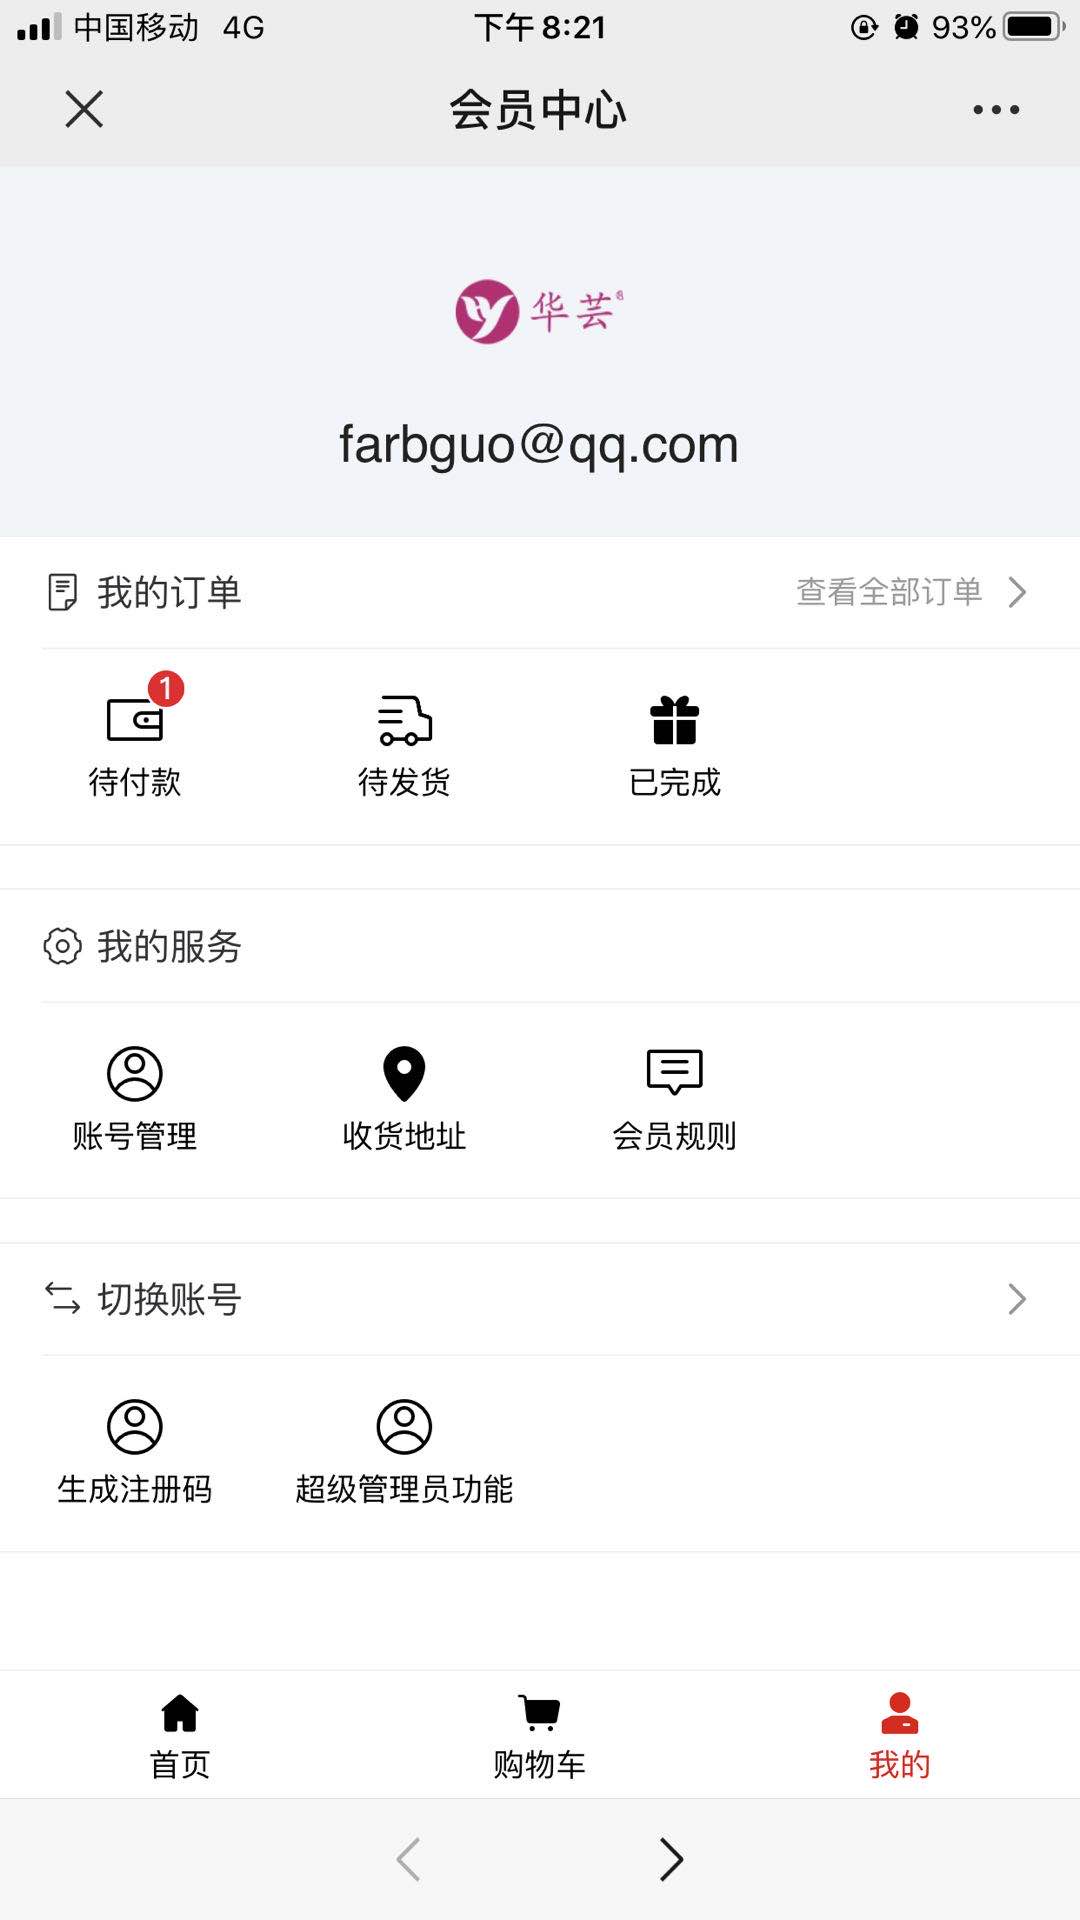 中国移动 4G 下午8:21 93%
会员中心
华芸
farbguo@qq.com
我的订单 查看全部订单
1
待付款 待发货 已完成
我的服务
账号管理 收货地址 会员规则
切换账号
生成注册码 超级管理员功能
首页 购物车 我的